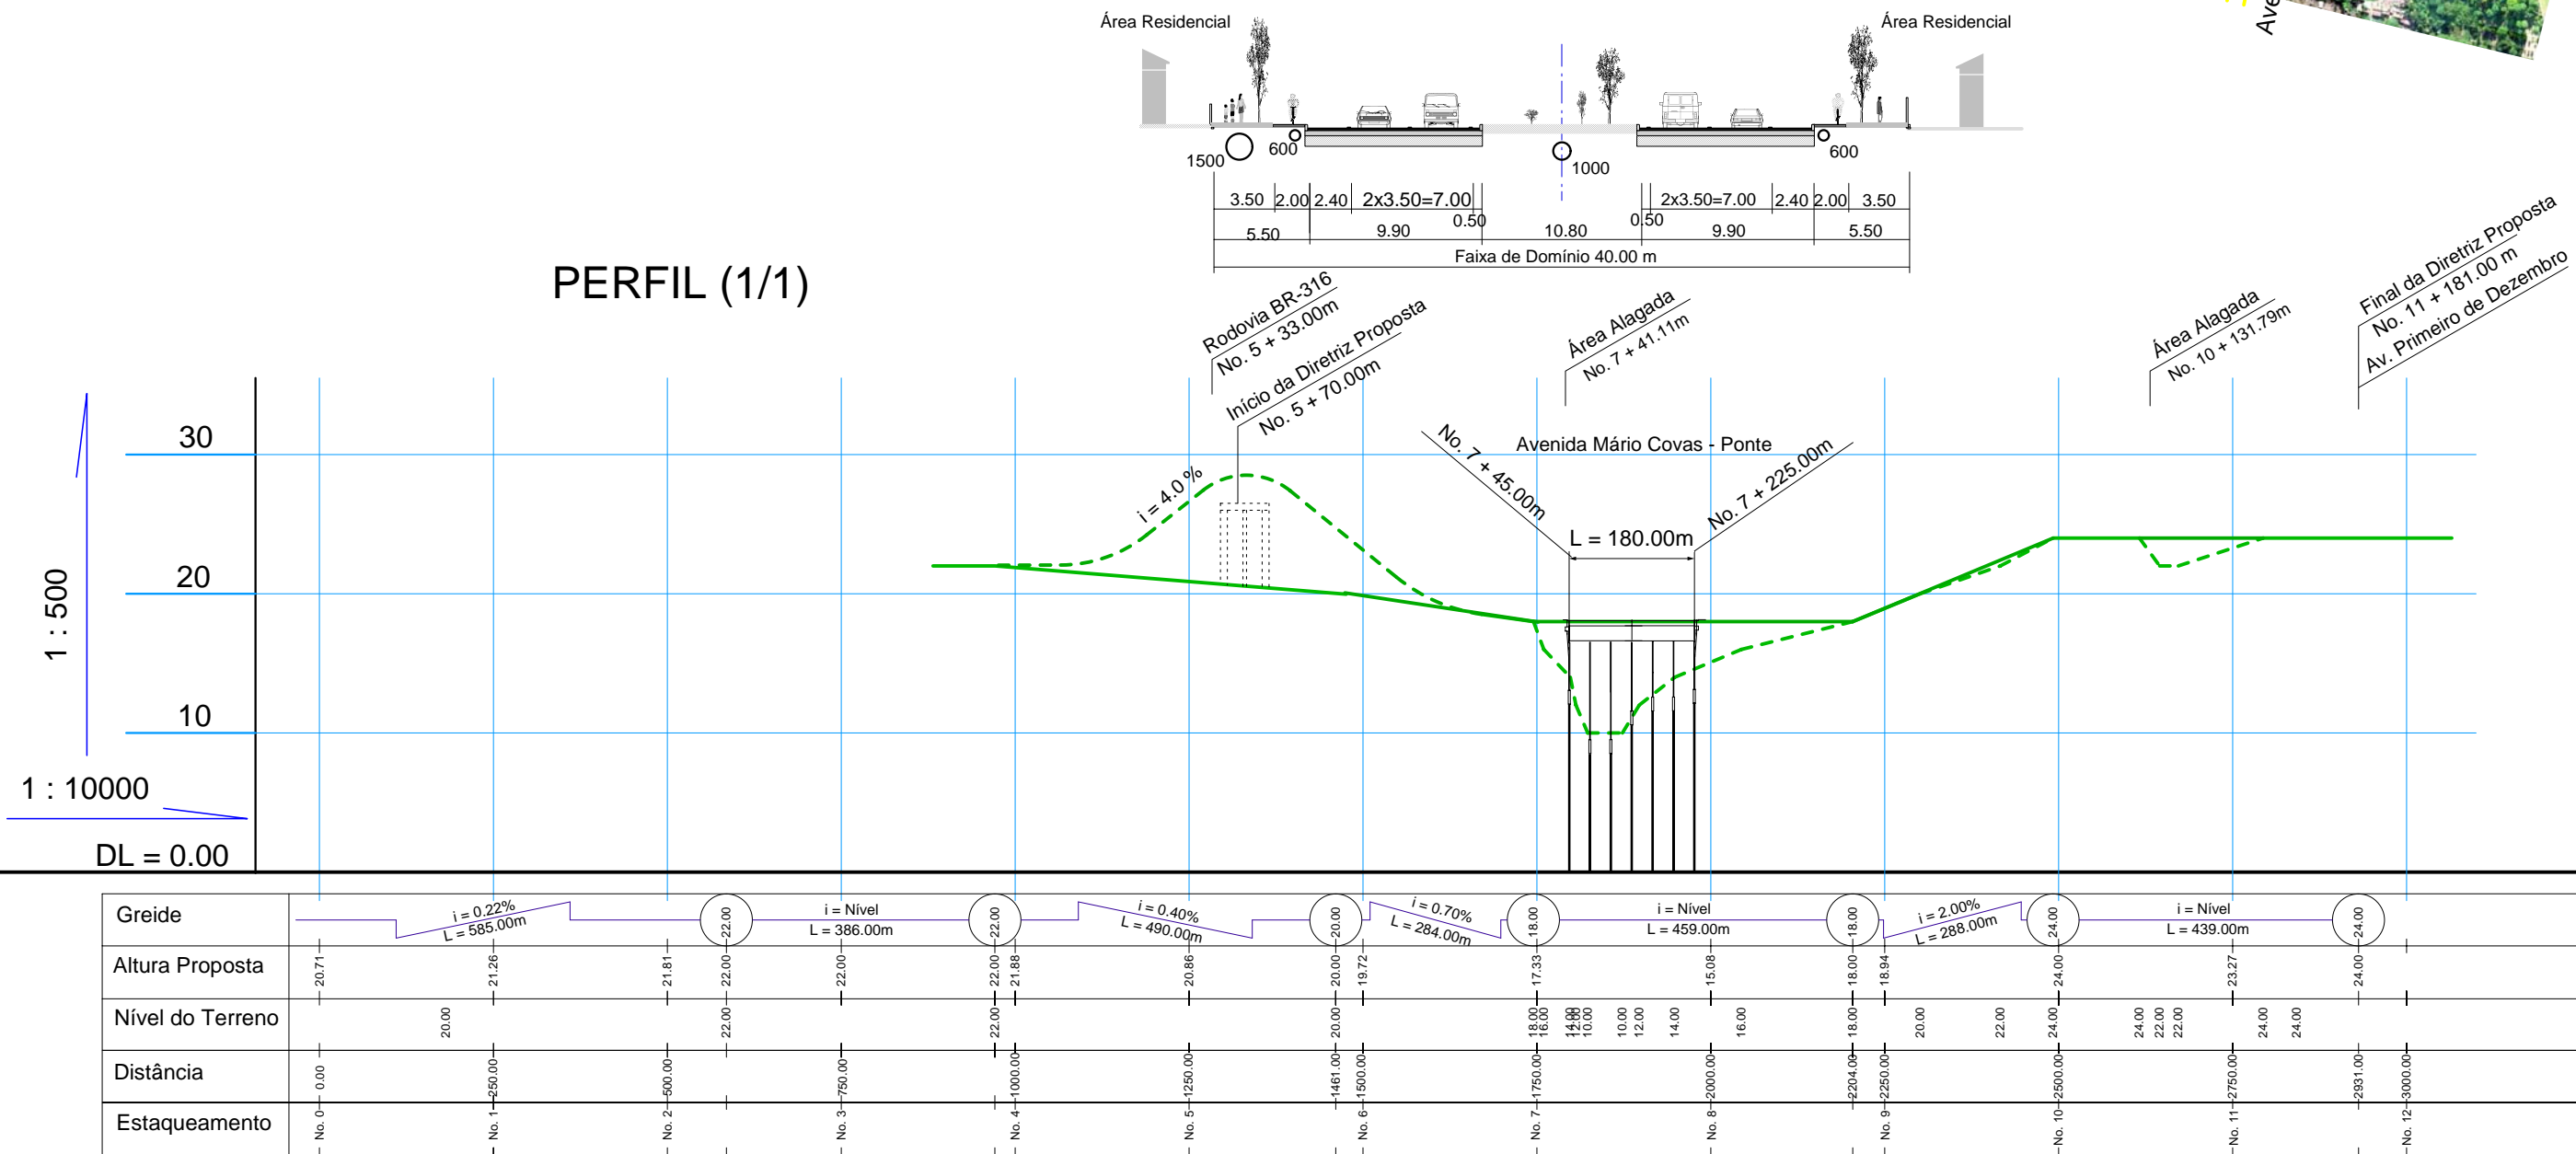 Ave
Área Residencial
Área Residencial
1500
600
1000
600
3.50 2.00 2.40 2x3.50=7.00 2x3.50=7.00 2.40 2.00 3.50
0.50 0.50
5.50 9.90 10.80 9.90 5.50
Faixa de Domínio 40.00 m
PERFIL (1/1)
Rodovia BR-316
No. 5 + 33.00m
Início da Diretriz Proposta
No. 5 + 70.00m
Área Alagada
No. 7 + 41.11m
Área Alagada
No. 10 + 131.79m
Final da Diretriz Proposta
No. 11 + 181.00 m
Av. Primeiro de Dezembro
30
20
10
1 : 500
1 : 10000
DL = 0.00
i = 4.0 %
No. 7 + 45.00m
Avenida Mário Covas - Ponte
No. 7 + 225.00m
L = 180.00m
Greide
i = 0.22%
L = 585.00m
22.00
i = Nível
L = 386.00m
22.00
i = 0.40%
L = 490.00m
20.00
i = 0.70%
L = 284.00m
18.00
i = Nível
L = 459.00m
18.00
i = 2.00%
L = 288.00m
24.00
i = Nível
L = 439.00m
24.00
Altura Proposta
20.71 21.26 21.81 22.00 22.00 22.00 21.88 20.86 20.00 19.72 17.33 15.08 18.00 18.94 24.00 23.27 24.00
Nível do Terreno
20.00 22.00 22.00 20.00 18.00 16.00 14.00 12.00 10.00 10.00 12.00 14.00 16.00 18.00 20.00 22.00 24.00 24.00 22.00 22.00 24.00 24.00
Distância
0.00 250.00 500.00 750.00 1000.00 1250.00 1461.00 1500.00 1750.00 2000.00 2204.00 2250.00 2500.00 2750.00 2931.00 3000.00
Estaqueamento
No. 0 No. 1 No. 2 No. 3 No. 4 No. 5 No. 6 No. 7 No. 8 No. 9 No. 10 No. 11 No. 12